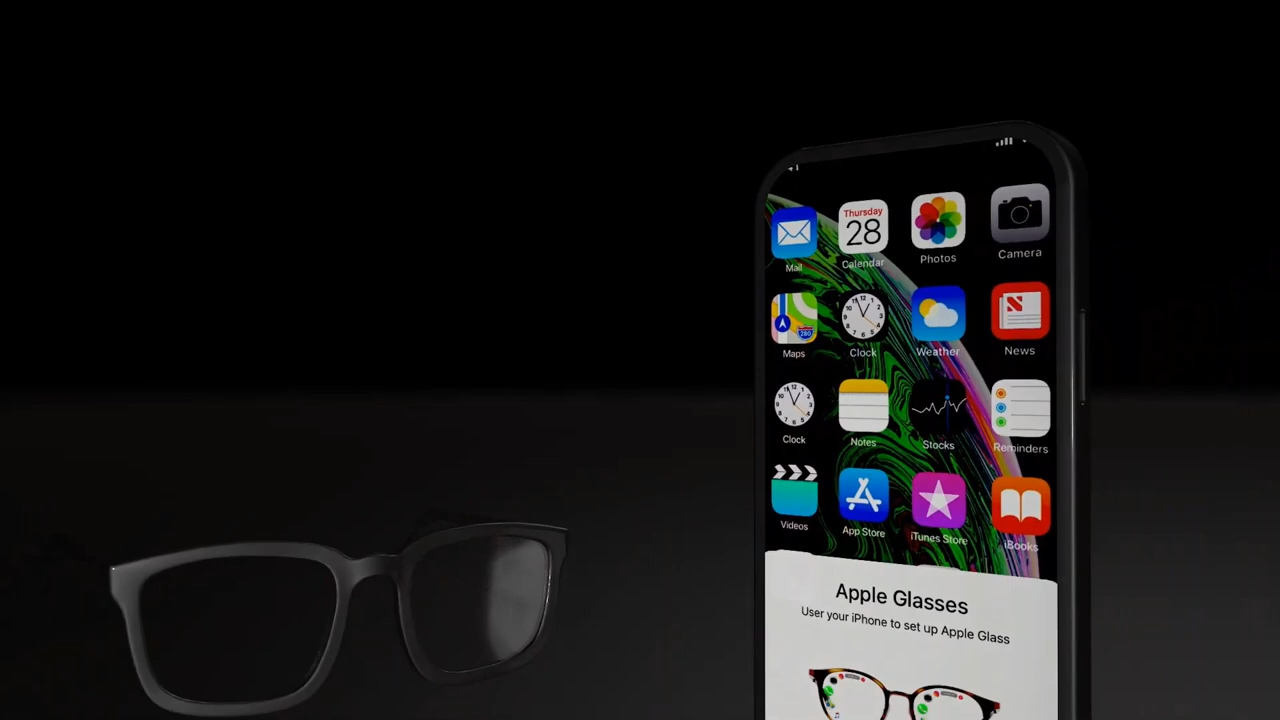 Mail
Thursday
28
Calendar
Photos
Camera
280
Maps
Clock
Weather
News
Clock
Notes
Stocks
Reminders
Videos
App Store
iTunes Store
iBooks
Apple Glasses
User your iPhone to set up Apple Glass